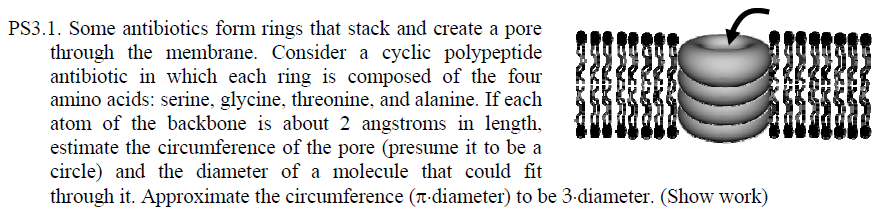 PS3.1. Some antibiotics form rings that stack and create a pore
through the membrane. Consider a cyclic polypeptide
antibiotic in which each ring is composed of the four
amino acids: serine, glycine, threonine, and alanine. If each
atom of the backbone is about 2 angstroms in length,
estimate the circumference of the pore (presume it to be a
circle) and the diameter of a molecule that could fit
through it. Approximate the circumference (π·diameter) to be 3·diameter. (Show work)